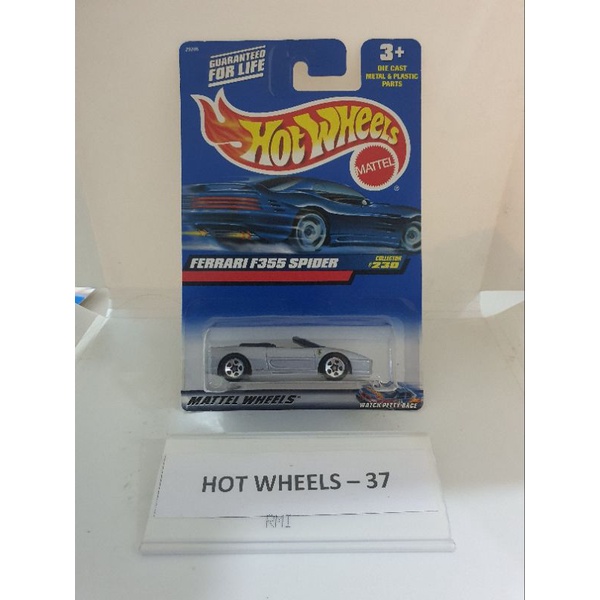 GUARANTEED
FOR LIFE
3+
DIE CAST
METAL & PLASTIC
PARTS
HOT WHEELS
MATTEL
FERRARI F355 SPIDER
COLLECTOR
#230
MATTEL WHEELS™
HOT WHEELS – 37
RMI